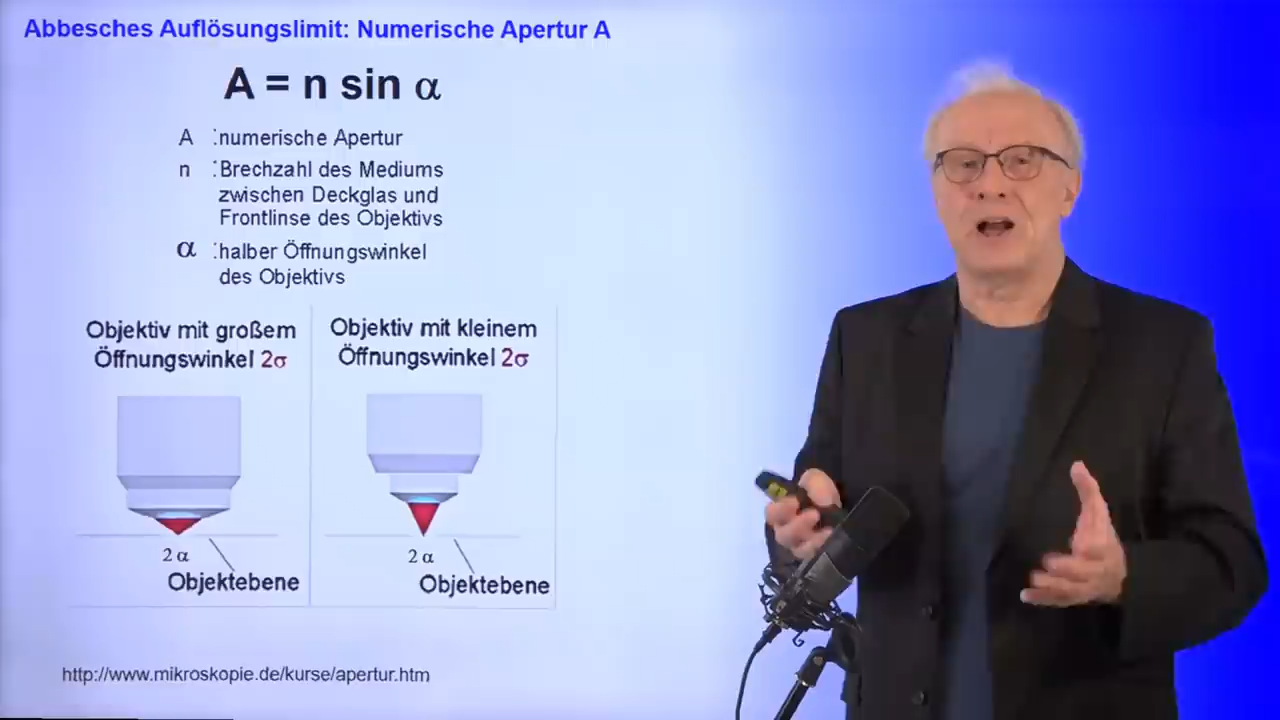 Abbesches Auflösungslimit: Numerische Apertur A
A = n sin α
A :numerische Apertur
n :Brechzahl des Mediums
zwischen Deckglas und
Frontlinse des Objektivs
α :halber Öffnungswinkel
des Objektivs
Objektiv mit großem
Öffnungswinkel 2σ
2 α
Objektebene
Objektiv mit kleinem
Öffnungswinkel 2σ
2 α
Objektebene
http://www.mikroskopie.de/kurse/apertur.htm